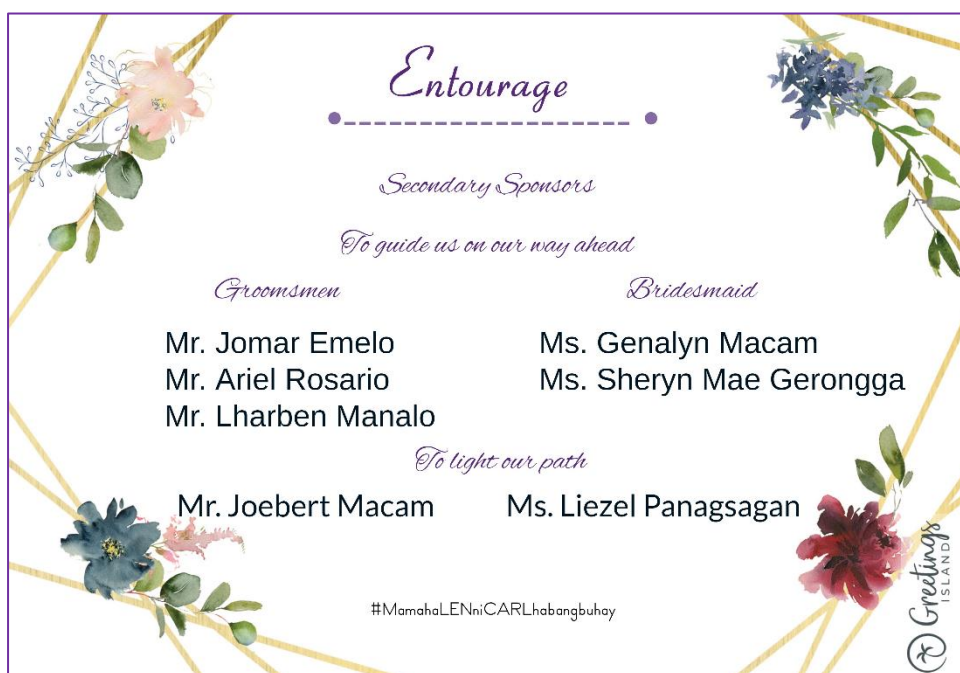 Entourage
Secondary Sponsors
To guide us on our way ahead
Groomsmen Bridesmaid
Mr. Jomar Emelo Ms. Genalyn Macam
Mr. Ariel Rosario Ms. Sheryn Mae Gerongga
Mr. Lharben Manalo
To light our path
Mr. Joebert Macam Ms. Liezel Panagsagan
#MamahaLENniCARLhabangbuhay
Greetings
ISLAND